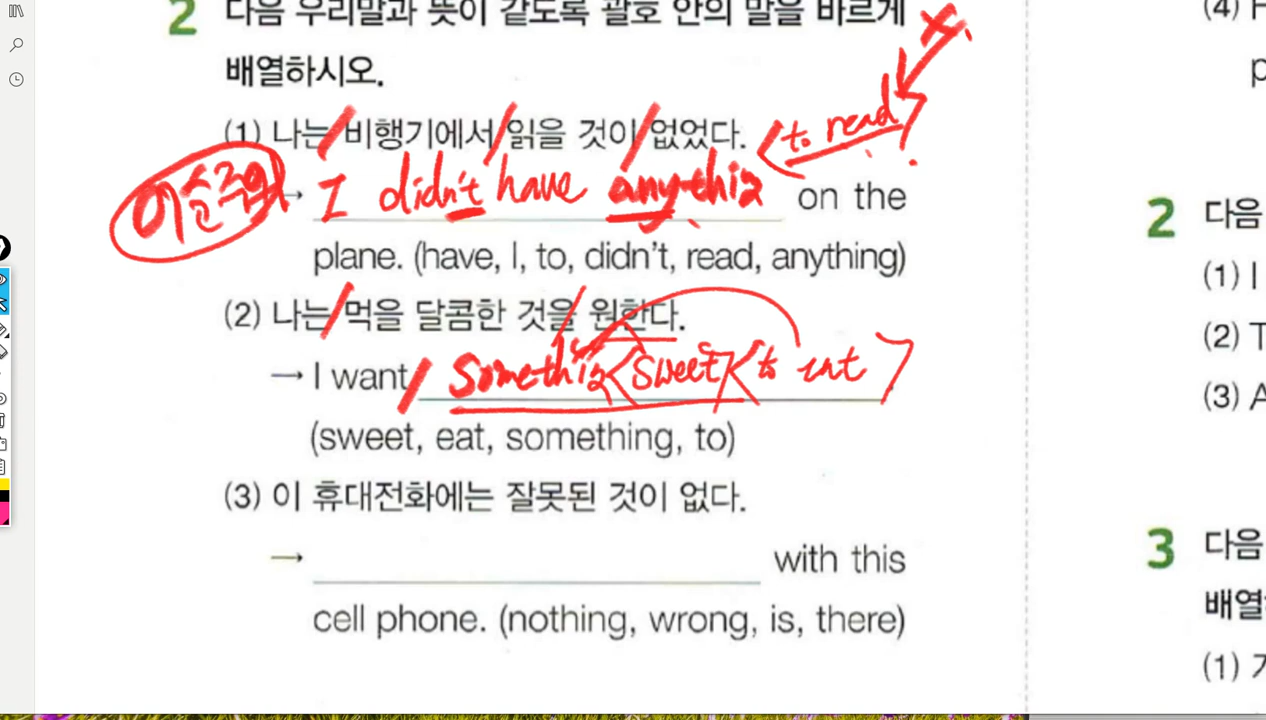 2 다음 우리말과 뜻이 같도록 괄호 안의 말을 바르게
배열하시오.
(1) 나는 비행기에서 읽을 것이 없었다. to read
어순주의
→ I didn't have anything on the
plane. (have, I, to, didn't, read, anything)
(2) 나는 먹을 달콤한 것을 원한다.
→ I want something sweet to eat
(sweet, eat, something, to)
(3) 이 휴대전화에는 잘못된 것이 없다.
→ with this
cell phone. (nothing, wrong, is, there)
(4)
p
2 다음
(1) I
(2) T
(3) A
3 다음
배열
(1)